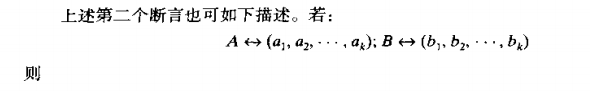 上述第二个断言也可如下描述。若：
A ↔ (a₁, a₂, ···, aₖ); B ↔ (b₁, b₂, ···, bₖ)
则